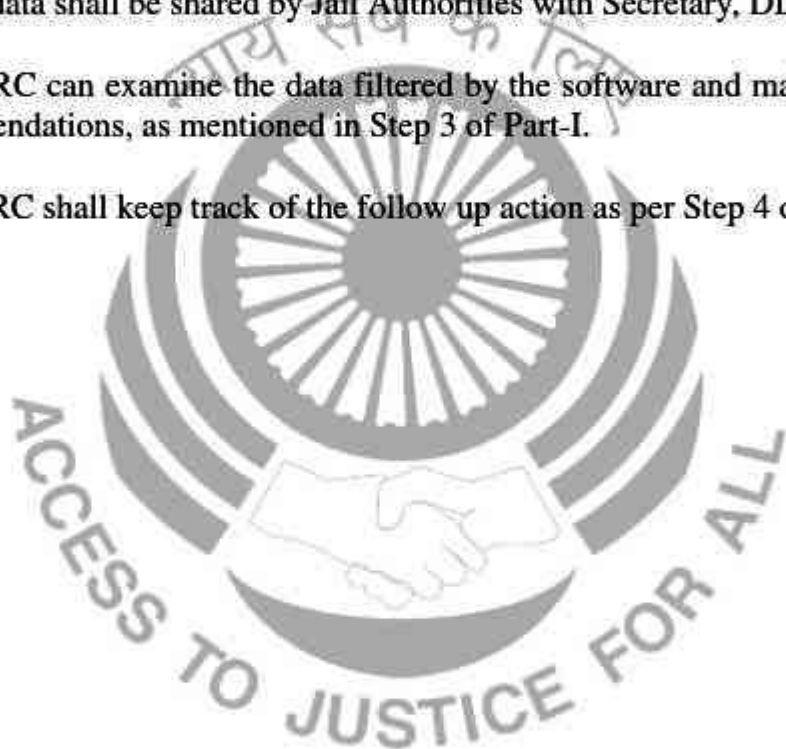 data shall be shared by Jail Authorities with Secretary, DL
न्याय सब के लिए
RC can examine the data filtered by the software and ma
endations, as mentioned in Step 3 of Part-I.
RC shall keep track of the follow up action as per Step 4 o
ACCESS TO JUSTICE FOR ALL